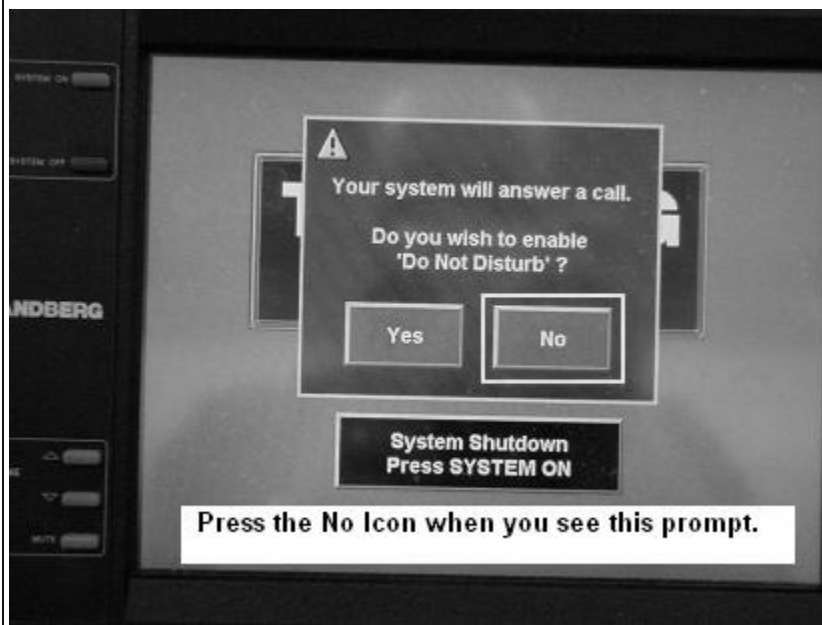 SYSTEM ON
SYSTEM OFF
Your system will answer a call.
Do you wish to enable
'Do Not Disturb' ?
Yes
No
NDBERG
System Shutdown
Press SYSTEM ON
MUTE
Press the No Icon when you see this prompt.